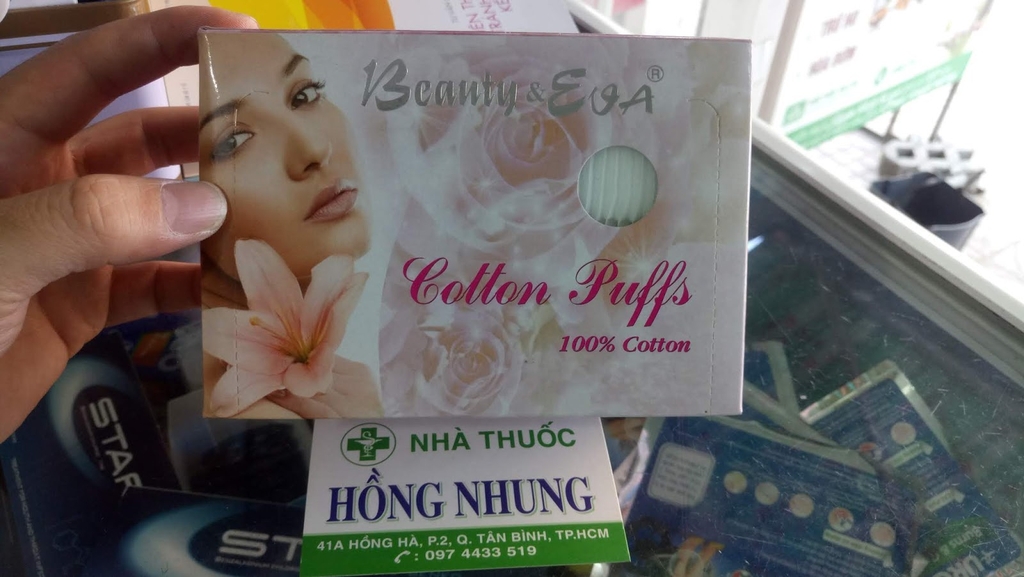 Beauty & EVA ®
Cotton Puffs
100% Cotton
NHÀ THUỐC
HỒNG NHUNG
41A HỒNG HÀ, P.2, Q. TÂN BÌNH, TP.HCM
: 097 4433 519
STAR